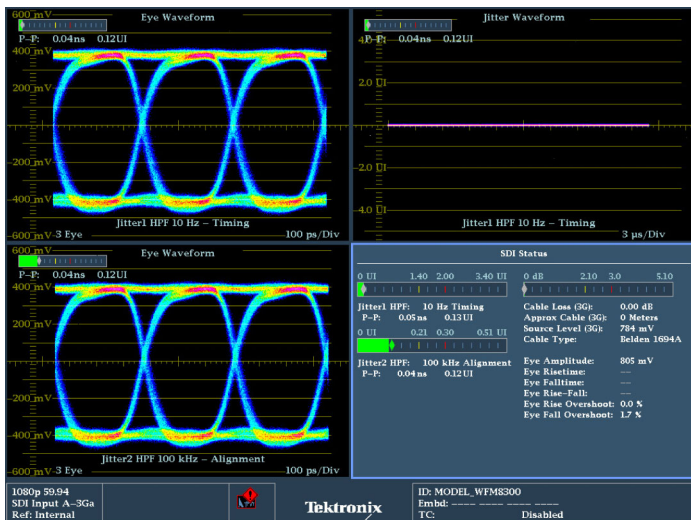 Eye Waveform
600 mV
P-P: 0.04ns 0.12UI
400 mV
200 mV
0 mV
-200 mV
-400 mV
Jitter1 HPF 10 Hz - Timing
-600 mV
3 Eye
100 ps/Div
Jitter Waveform
P-P: 0.04ns 0.12UI
4.0 UI
2.0 UI
0 UI
-2.0 UI
-4.0 UI
Jitter1 HPF 10 Hz - Timing
3 µs/Div
Eye Waveform
600 mV
P-P: 0.04ns 0.12UI
400 mV
200 mV
0 mV
-200 mV
-400 mV
Jitter2 HPF 100 kHz - Alignment
-600 mV
3 Eye
100 ps/Div
SDI Status
0 UI 1.40 2.00 3.40 UI
Jitter1 HPF: 10 Hz Timing
P-P: 0.05 ns 0.13UI
0 UI 0.21 0.30 0.51 UI
Jitter2 HPF: 100 kHz Alignment
P-P: 0.04 ns 0.12UI
0 dB 2.10 3.0 5.10
Cable Loss (3G): 0.00 dB
Approx Cable (3G): 0 Meters
Source Level (3G): 784 mV
Cable Type: Belden 1694A
Eye Amplitude: 805 mV
Eye Risetime: ——
Eye Falltime: ——
Eye Rise-Fall: ——
Eye Rise Overshoot: 0.0 %
Eye Fall Overshoot: 1.7 %
1080p 59.94
SDI Input A-3Ga
Ref: Internal
Tektronix
ID: MODEL_WFM8300
Embd: ---- ---- ---- ----
TC: Disabled